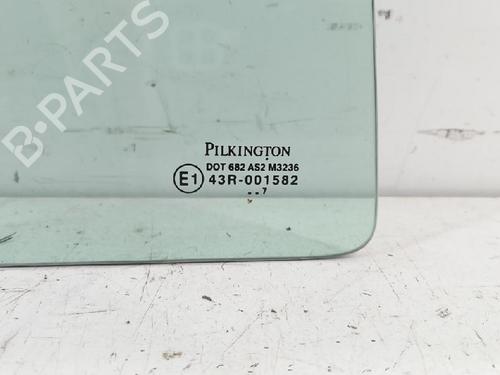 B-PARTS
PILKINGTON
DOT 682 AS2 M3236
E1 43R-001582
--7